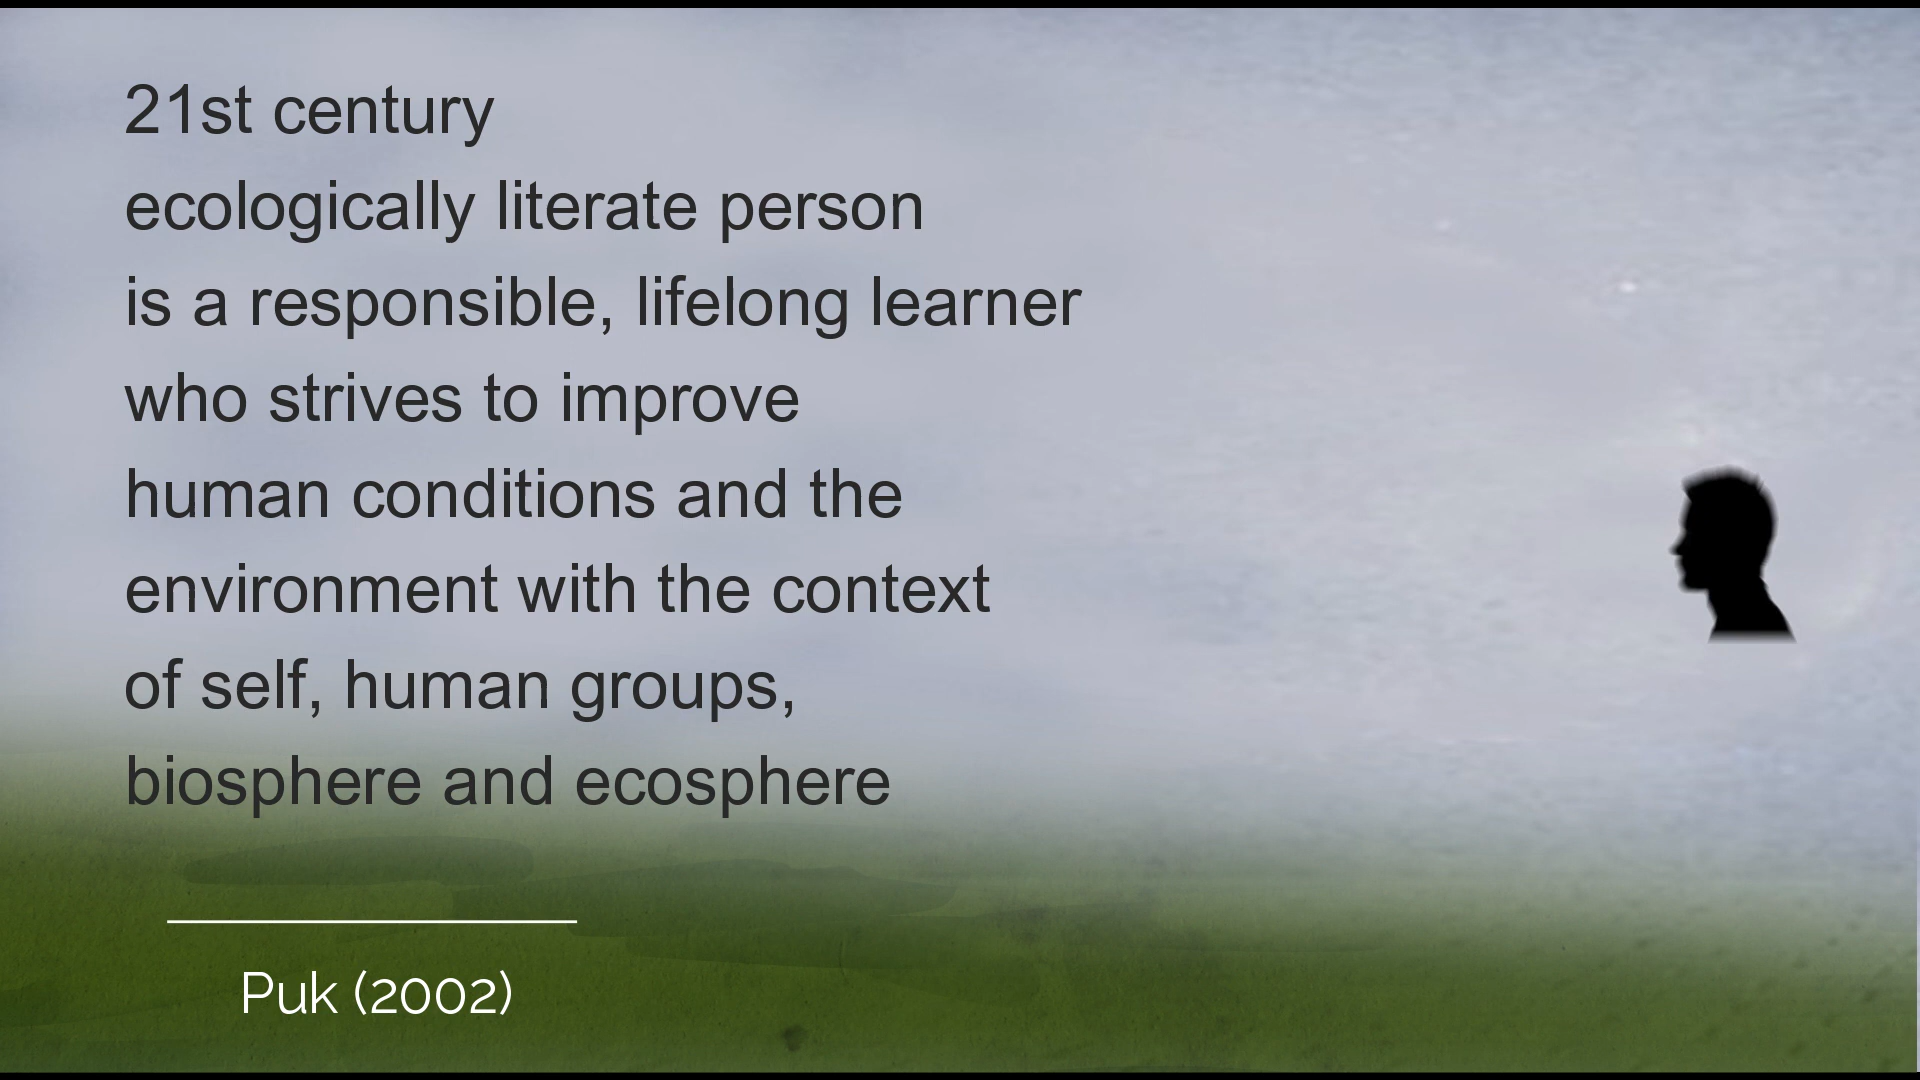 21st century
ecologically literate person
is a responsible, lifelong learner
who strives to improve
human conditions and the
environment with the context
of self, human groups,
biosphere and ecosphere
Puk (2002)